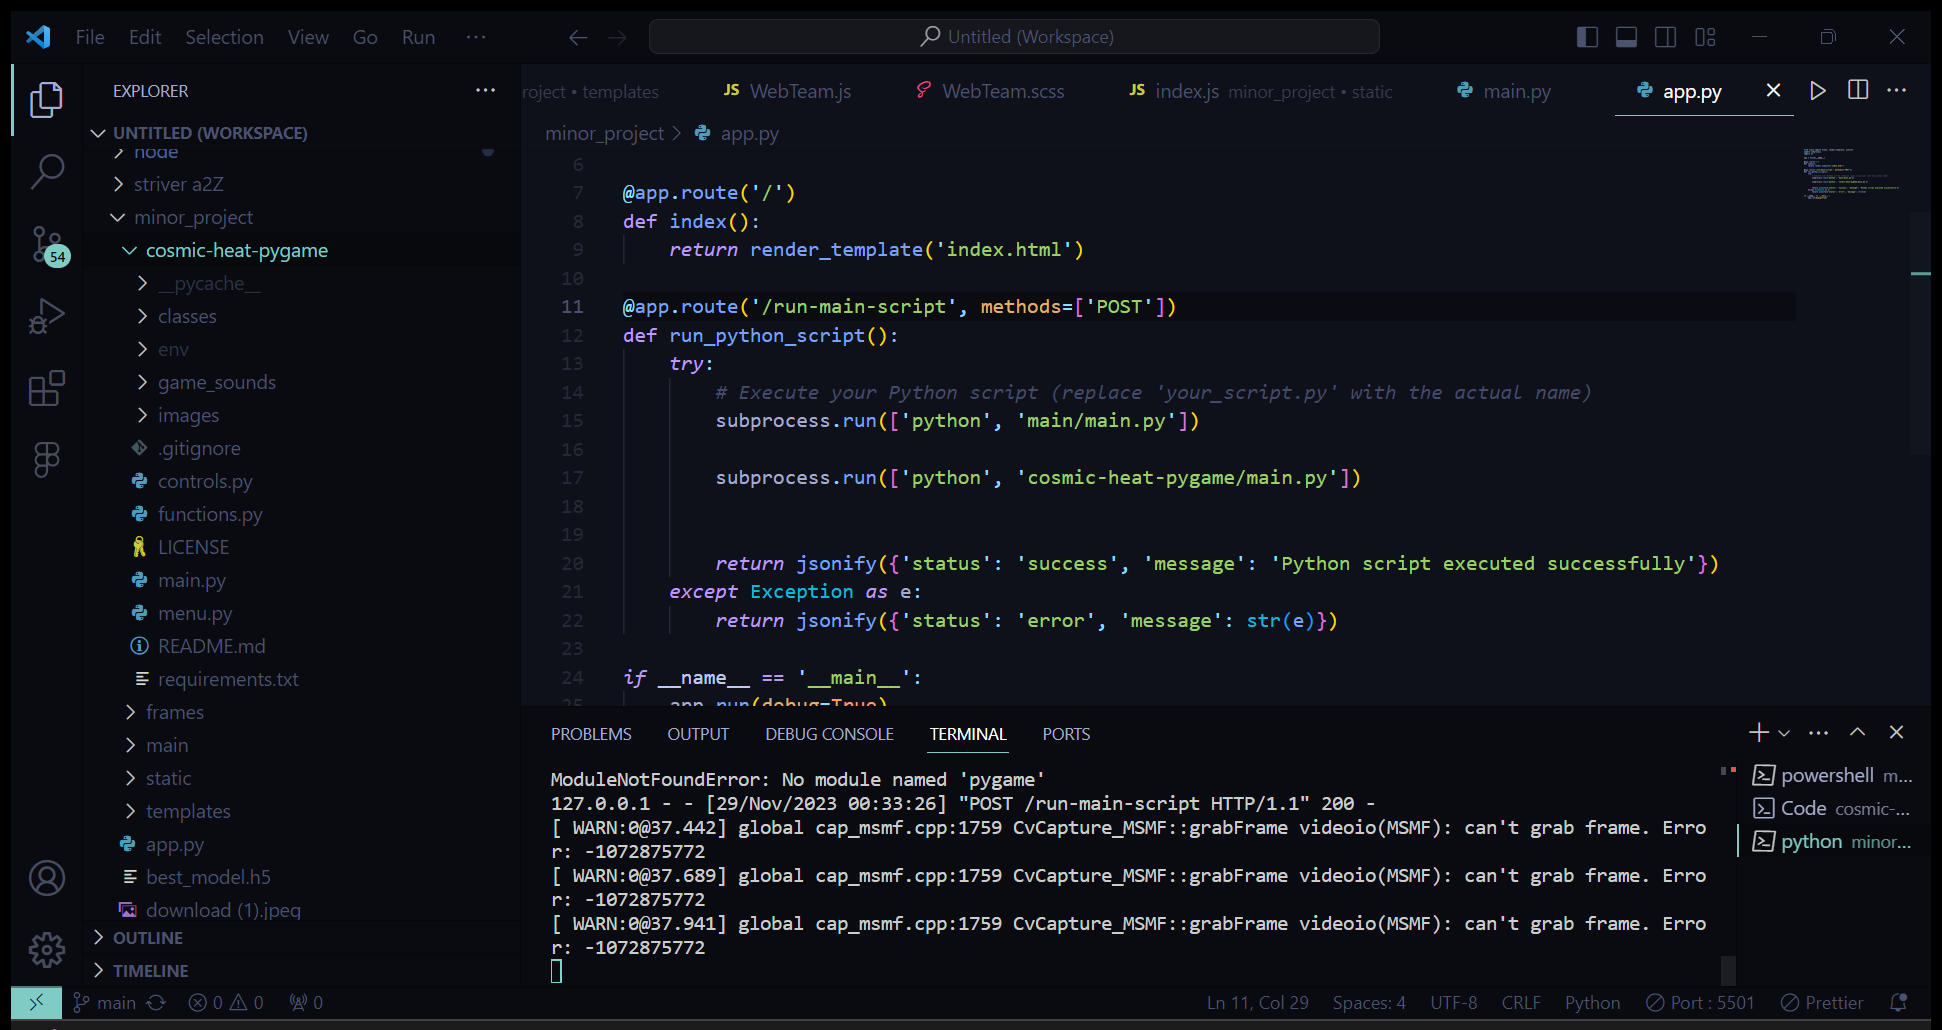 File Edit Selection View Go Run ···
Untitled (Workspace)
EXPLORER
UNTITLED (WORKSPACE)
node
striver a2Z
minor_project
cosmic-heat-pygame
__pycache__
classes
env
game_sounds
images
.gitignore
controls.py
functions.py
LICENSE
main.py
menu.py
README.md
requirements.txt
frames
main
static
templates
app.py
best_model.h5
download (1).jpeg
OUTLINE
TIMELINE
54
roject • templates
JS WebTeam.js
WebTeam.scss
JS index.js minor_project • static
main.py
app.py
minor_project > app.py
6
7 @app.route('/')
8 def index():
9 return render_template('index.html')
10
11 @app.route('/run-main-script', methods=['POST'])
12 def run_python_script():
13 try:
14 # Execute your Python script (replace 'your_script.py' with the actual name)
15 subprocess.run(['python', 'main/main.py'])
16
17 subprocess.run(['python', 'cosmic-heat-pygame/main.py'])
18
19
20 return jsonify({'status': 'success', 'message': 'Python script executed successfully'})
21 except Exception as e:
22 return jsonify({'status': 'error', 'message': str(e)})
23
24 if __name__ == '__main__':
25 app.run(debug=True)
PROBLEMS OUTPUT DEBUG CONSOLE TERMINAL PORTS
ModuleNotFoundError: No module named 'pygame'
127.0.0.1 - - [29/Nov/2023 00:33:26] "POST /run-main-script HTTP/1.1" 200 -
[ WARN:0@37.442] global cap_msmf.cpp:1759 CvCapture_MSMF::grabFrame videoio(MSMF): can't grab frame. Erro
r: -1072875772
[ WARN:0@37.689] global cap_msmf.cpp:1759 CvCapture_MSMF::grabFrame videoio(MSMF): can't grab frame. Erro
r: -1072875772
[ WARN:0@37.941] global cap_msmf.cpp:1759 CvCapture_MSMF::grabFrame videoio(MSMF): can't grab frame. Erro
r: -1072875772
powershell m...
Code cosmic-...
python minor...
main 0 0 0
Ln 11, Col 29 Spaces: 4 UTF-8 CRLF Python Port : 5501 Prettier